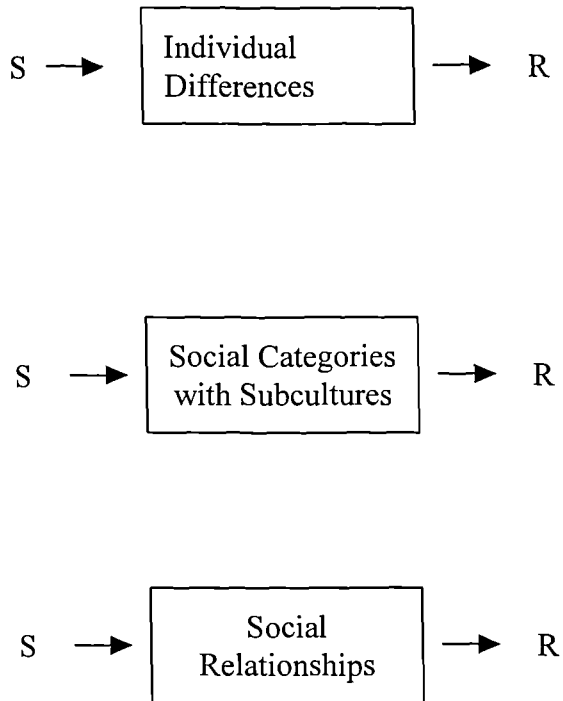 Individual
S
Differences
R
Social Categories
S
with Subcultures
R
Social
S
Relationships
R